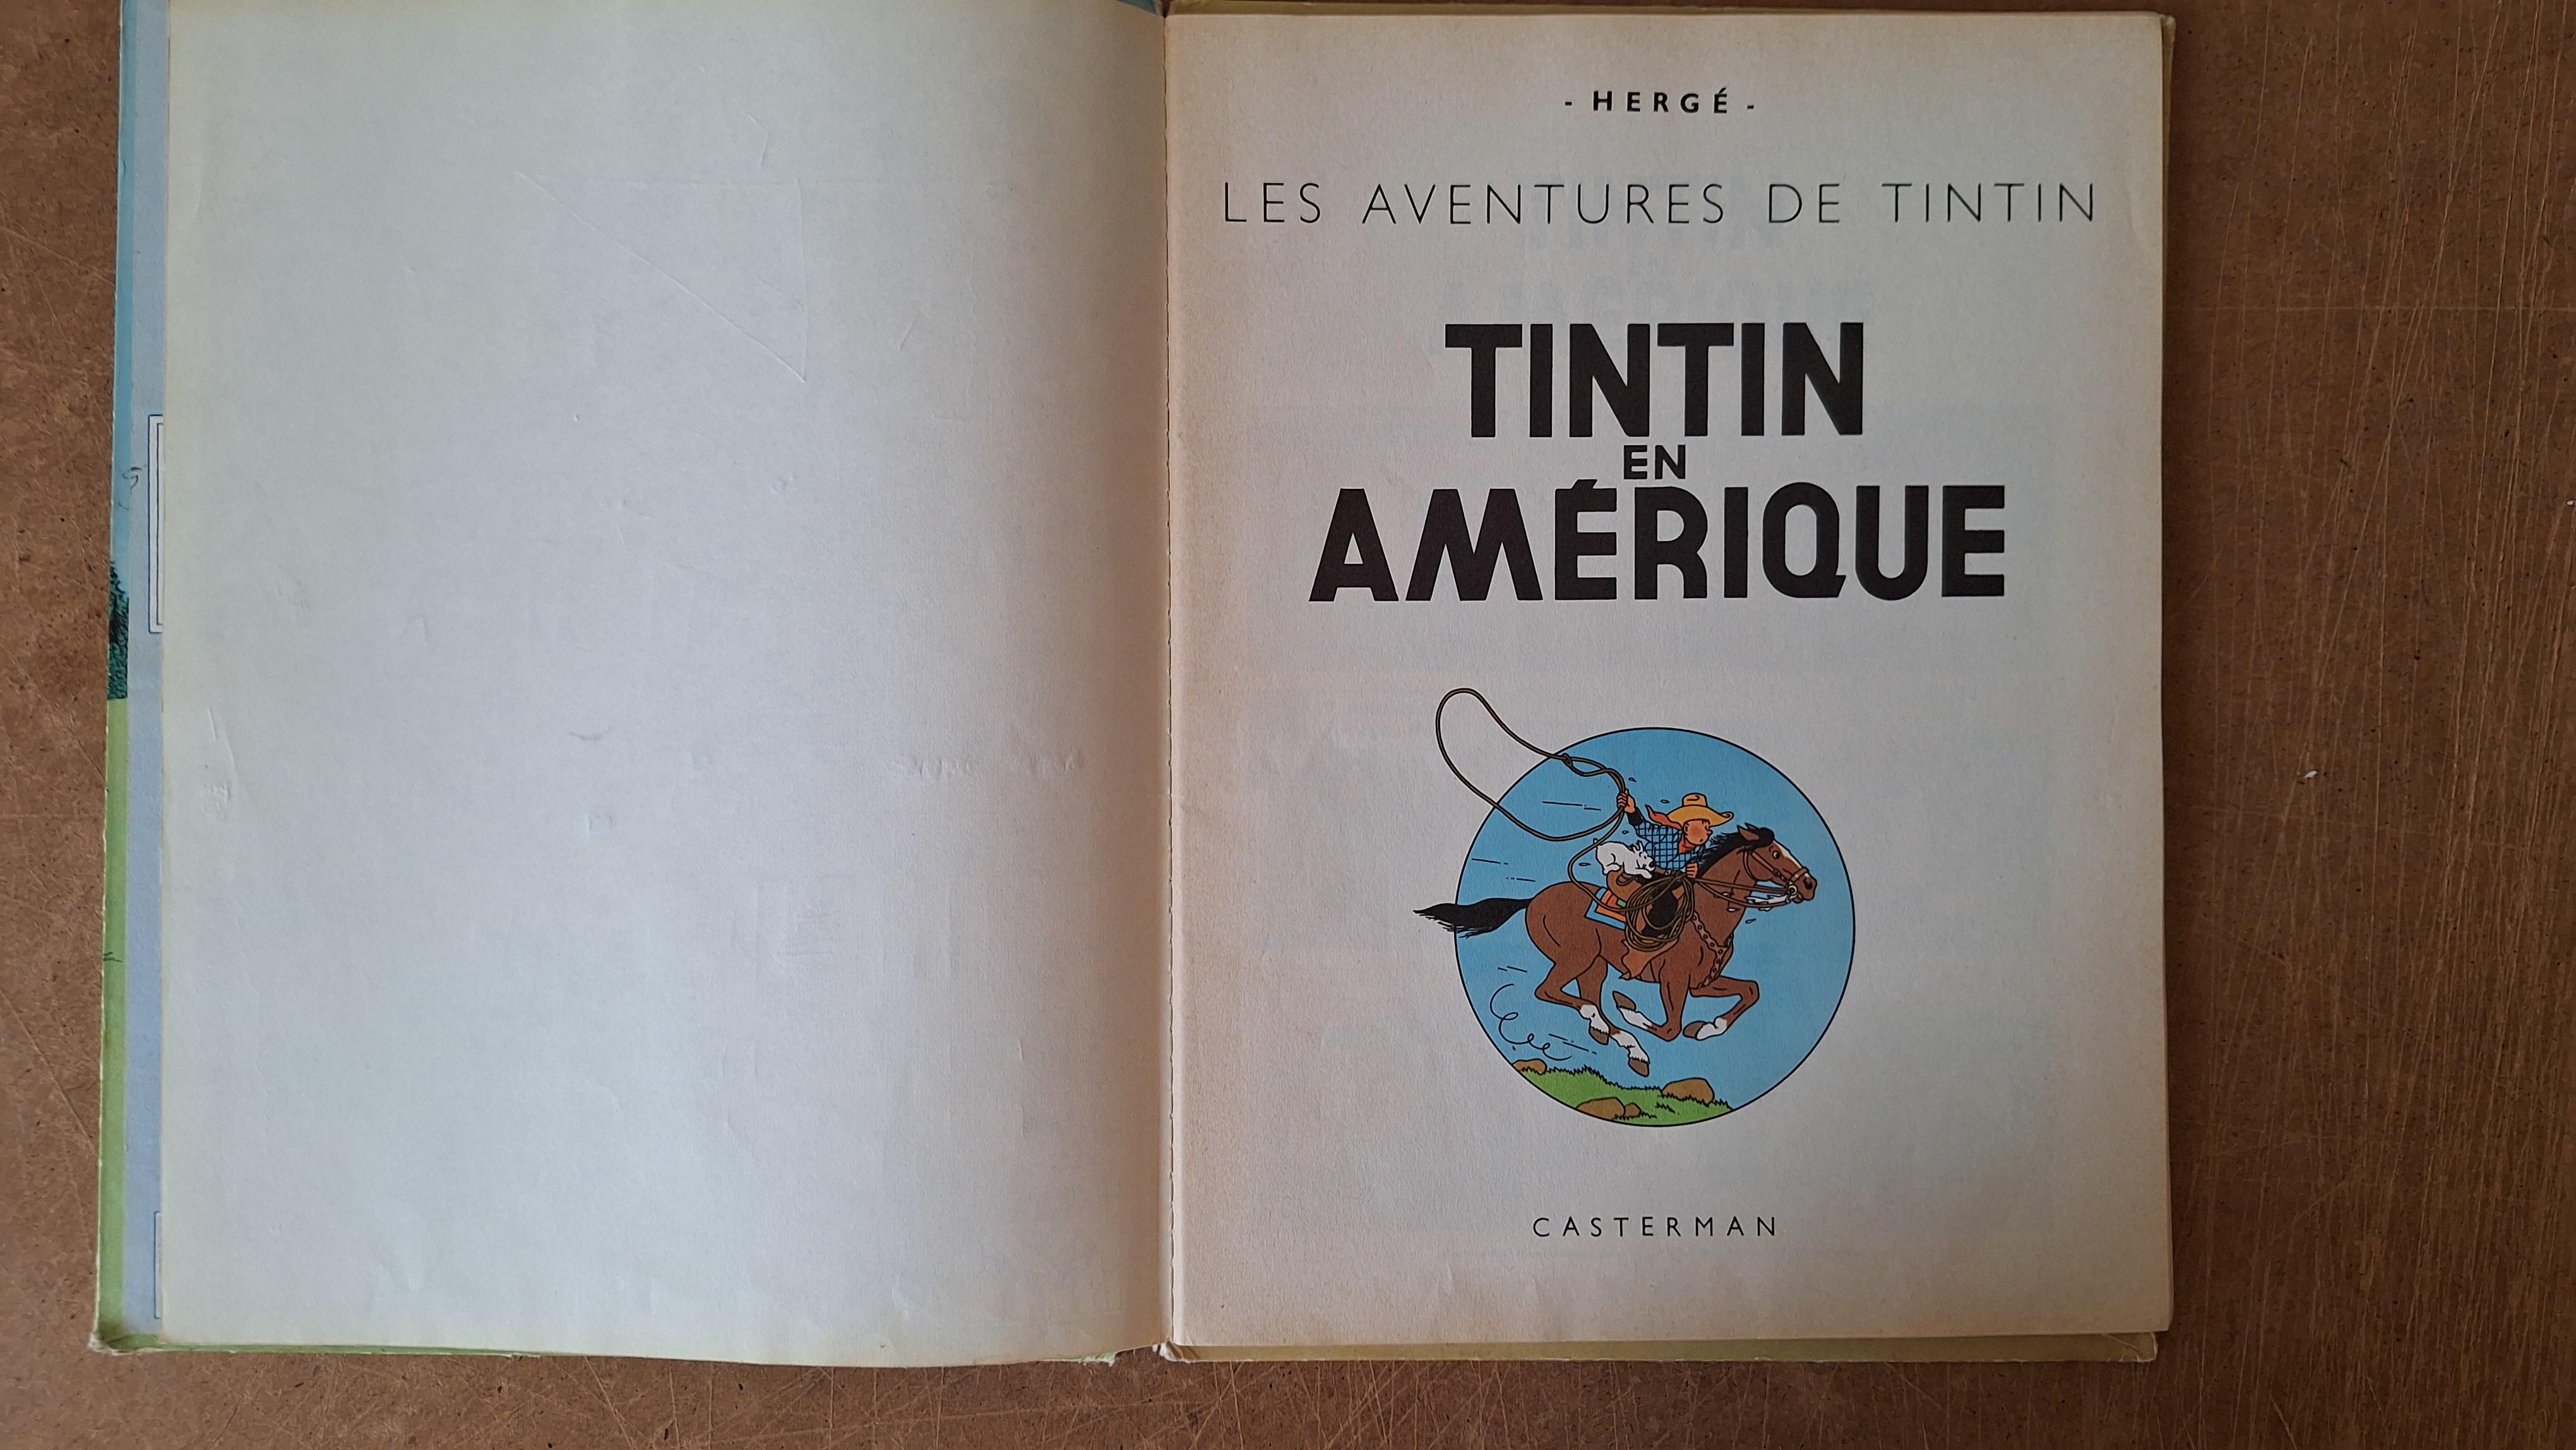 - HERGÉ -
LES AVENTURES DE TINTIN
TINTIN
EN
AMÉRIQUE
CASTERMAN